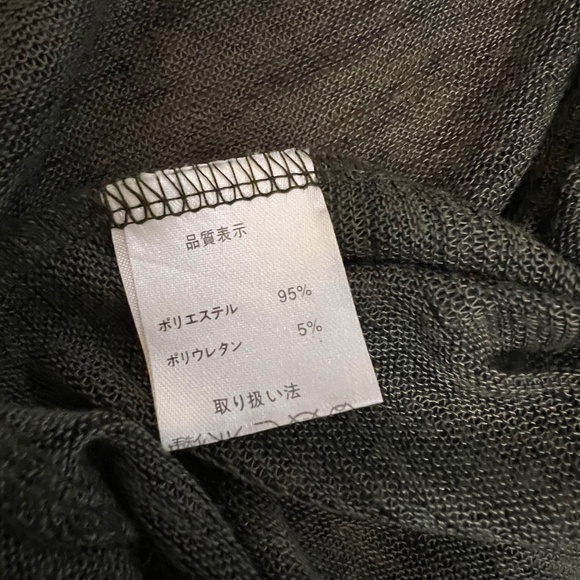 品質表示
ポリエステル 95%
ポリウレタン 5%
取り扱い法